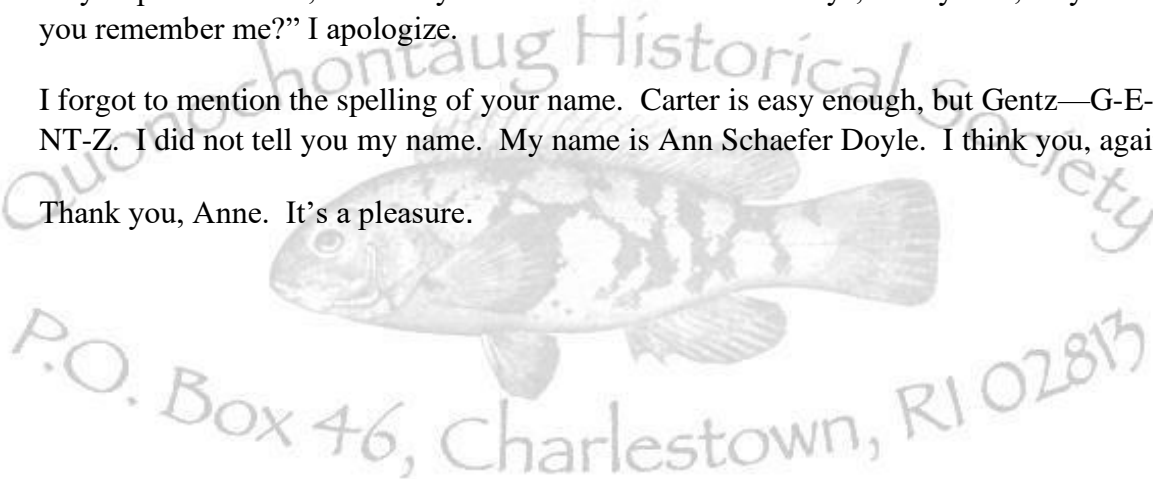 you remember me?” I apologize.
I forgot to mention the spelling of your name. Carter is easy enough, but Gentz—G-E-
NT-Z. I did not tell you my name. My name is Ann Schaefer Doyle. I think you, agai
Thank you, Anne. It’s a pleasure.
Quonochontaug Historical Society
P.O. Box 46, Charlestown, RI 02813